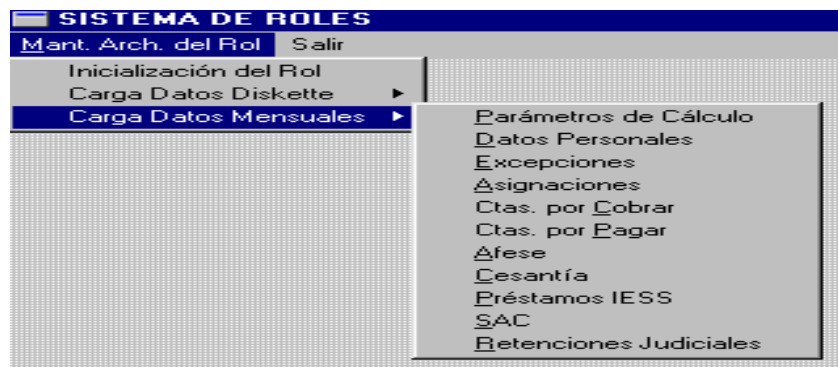 SISTEMA DE ROLES
Mant. Arch. del Rol Salir
Inicialización del Rol
Carga Datos Diskette
Carga Datos Mensuales
Parámetros de Cálculo
Datos Personales
Excepciones
Asignaciones
Ctas. por Cobrar
Ctas. por Pagar
Afese
Cesantía
Préstamos IESS
SAC
Retenciones Judiciales